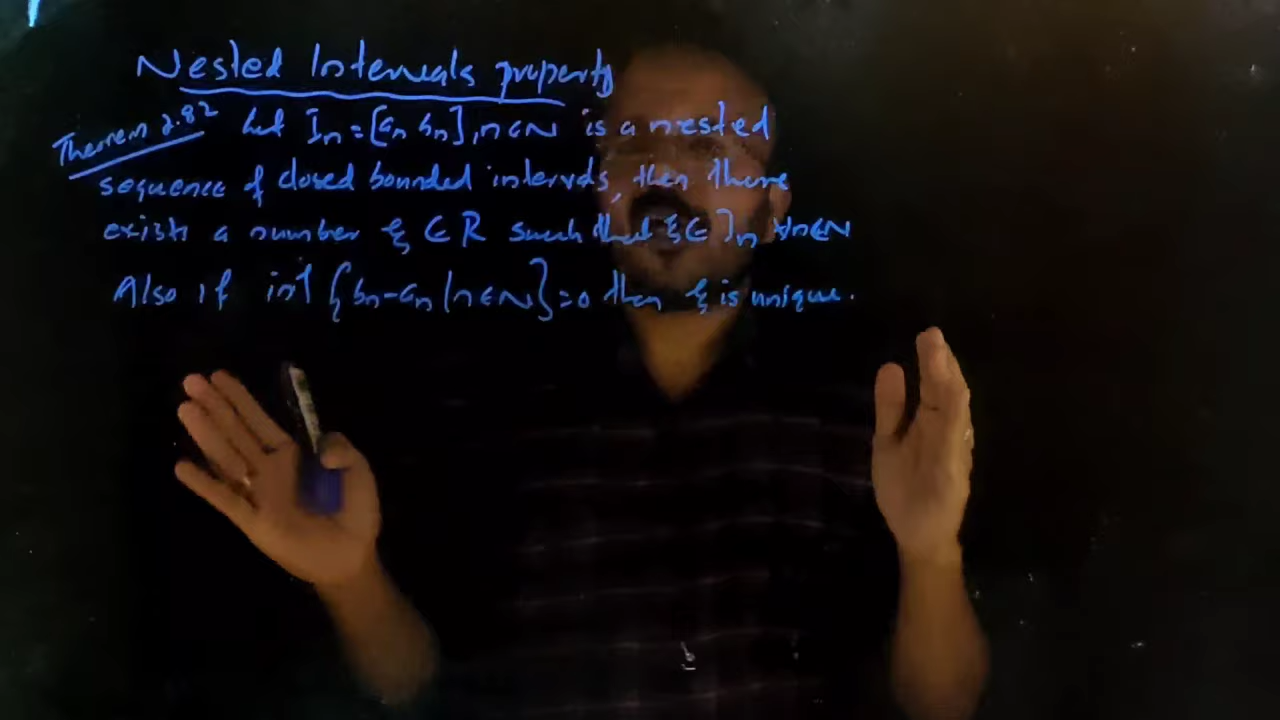 Nested Intervals property
Theorem 2.8.2 Let Iₙ = [aₙ bₙ], n∈N is a nested
sequence of closed bounded intervals, then there
exists a number ξ ∈ R such that ξ ∈ Iₙ ∀n∈N
Also if inf {bₙ-aₙ | n∈N} = 0 then ξ is unique.